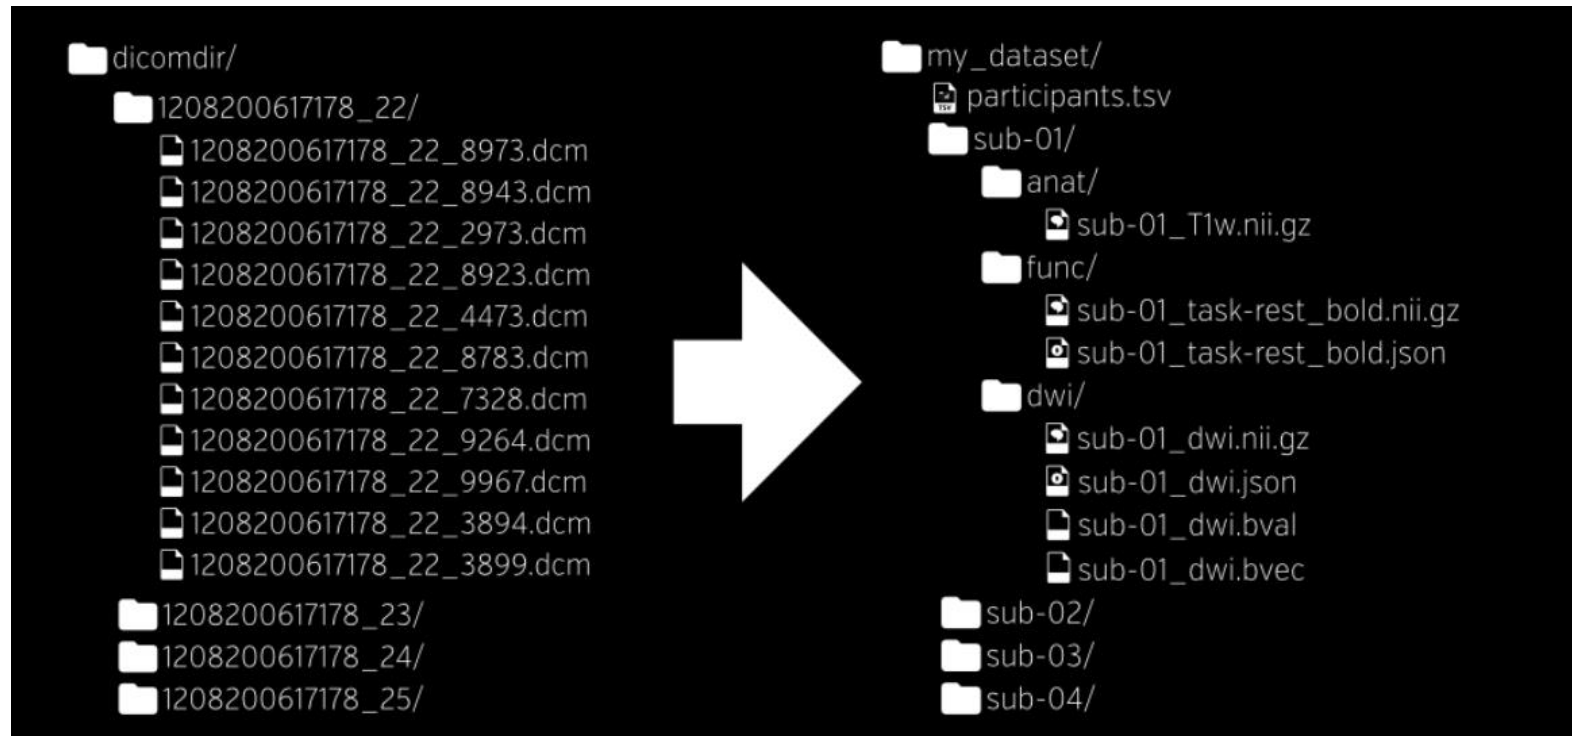 dicomdir/
1208200617178_22/
1208200617178_22_8973.dcm
1208200617178_22_8943.dcm
1208200617178_22_2973.dcm
1208200617178_22_8923.dcm
1208200617178_22_4473.dcm
1208200617178_22_8783.dcm
1208200617178_22_7328.dcm
1208200617178_22_9264.dcm
1208200617178_22_9967.dcm
1208200617178_22_3894.dcm
1208200617178_22_3899.dcm
1208200617178_23/
1208200617178_24/
1208200617178_25/
my_dataset/
TSV
participants.tsv
sub-01/
anat/
sub-01_T1w.nii.gz
func/
sub-01_task-rest_bold.nii.gz
sub-01_task-rest_bold.json
dwi/
sub-01_dwi.nii.gz
sub-01_dwi.json
sub-01_dwi.bval
sub-01_dwi.bvec
sub-02/
sub-03/
sub-04/